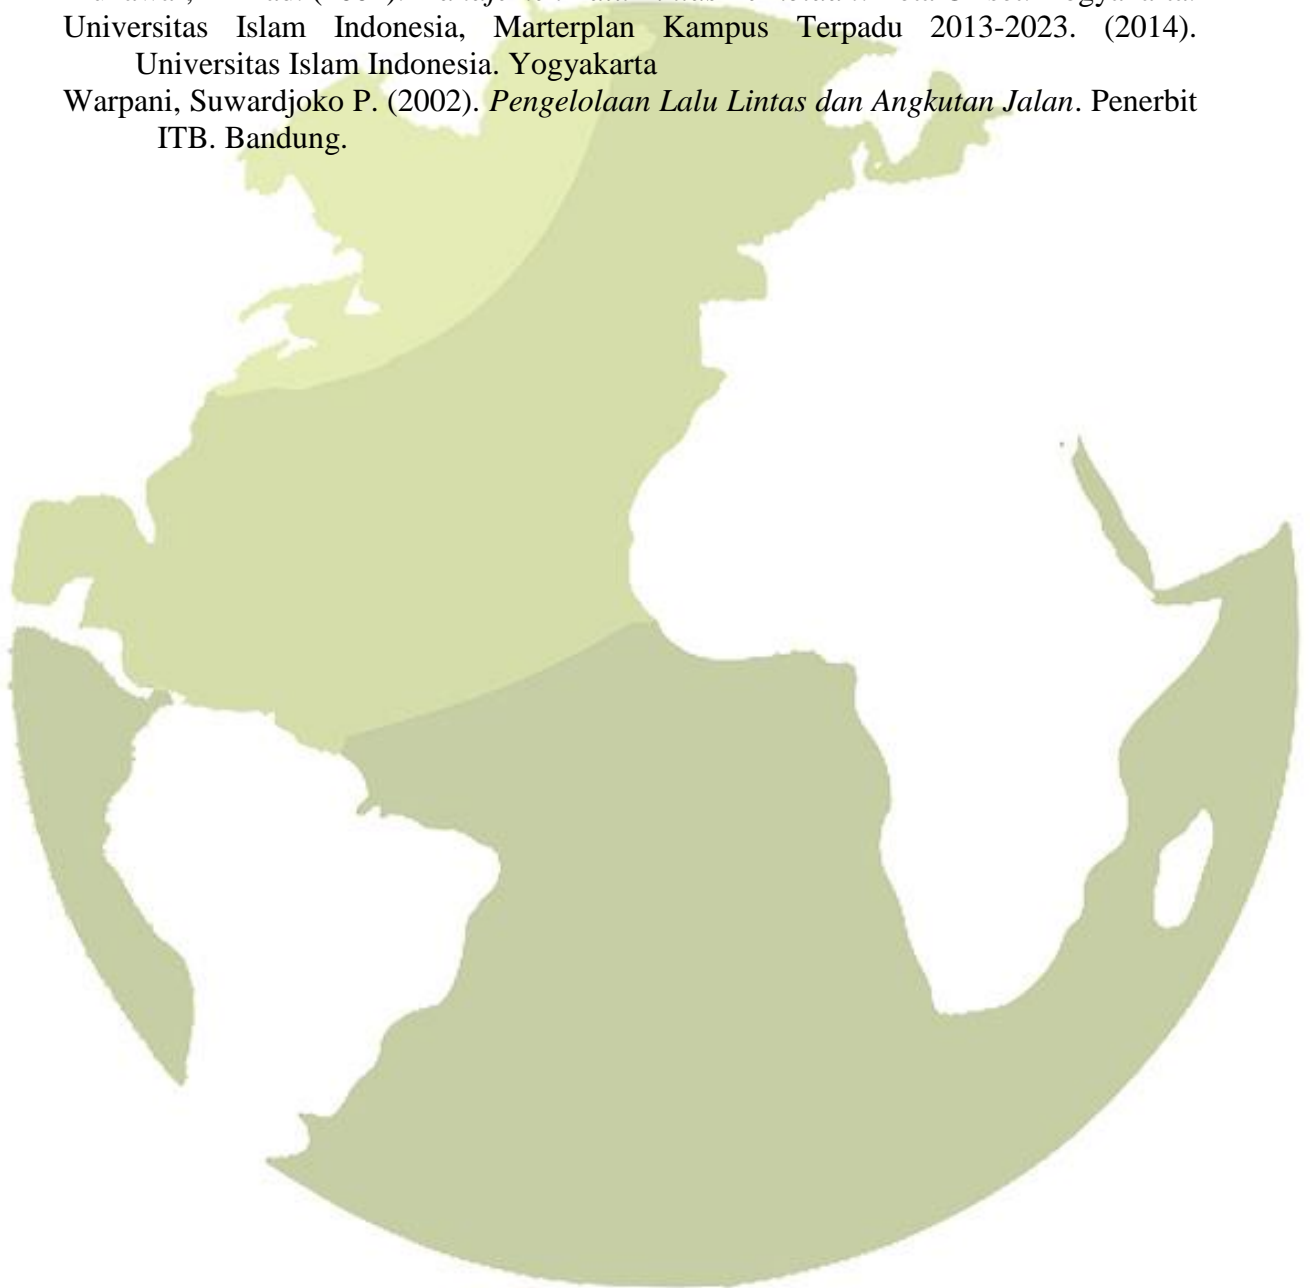 Yogyakarta.
Universitas Islam Indonesia, Marterplan Kampus Terpadu 2013-2023. (2014).
Universitas Islam Indonesia. Yogyakarta
Warpani, Suwardjoko P. (2002). Pengelolaan Lalu Lintas dan Angkutan Jalan. Penerbit
ITB. Bandung.